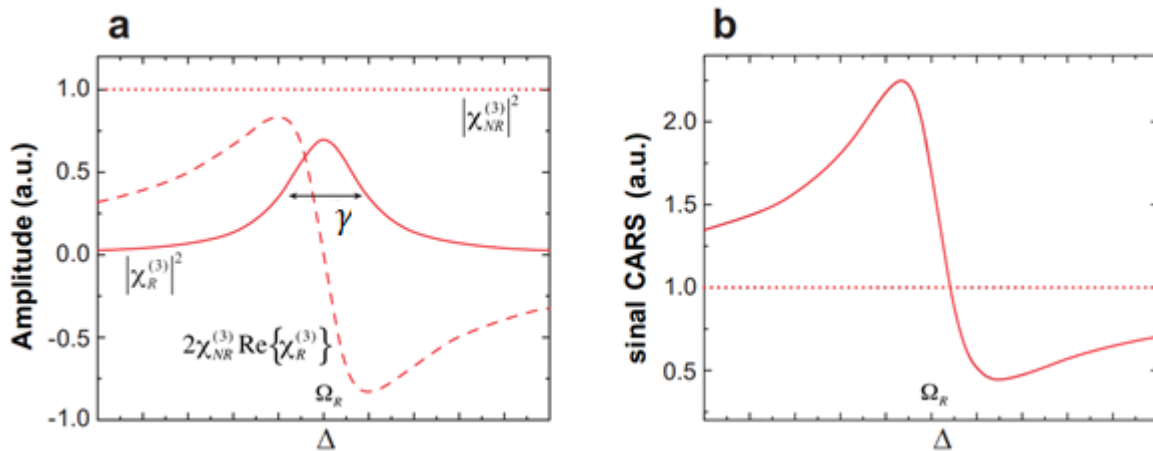 a
Amplitude (a.u.)
1.0
0.5
0.0
-0.5
-1.0
|χ_NR^(3)|^2
γ
|χ_R^(3)|^2
2χ_NR^(3) Re{χ_R^(3)}
Ω_R
Δ
b
sinal CARS (a.u.)
2.0
1.5
1.0
0.5
Ω_R
Δ